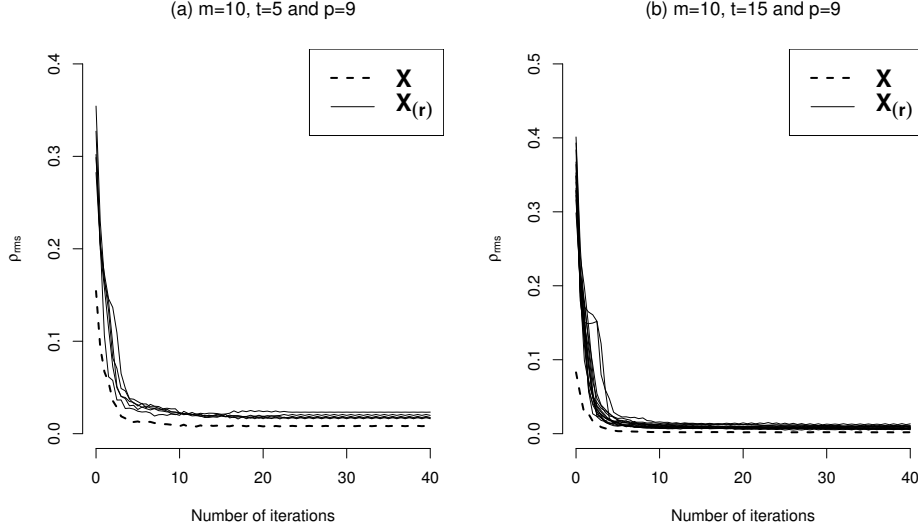 (a) m=10, t=5 and p=9
0.4
0.3
0.2
0.1
0.0
ρrms
X
X(r)
0
10
20
30
40
Number of iterations
(b) m=10, t=15 and p=9
0.5
0.4
0.3
0.2
0.1
0.0
ρrms
X
X(r)
0
10
20
30
40
Number of iterations